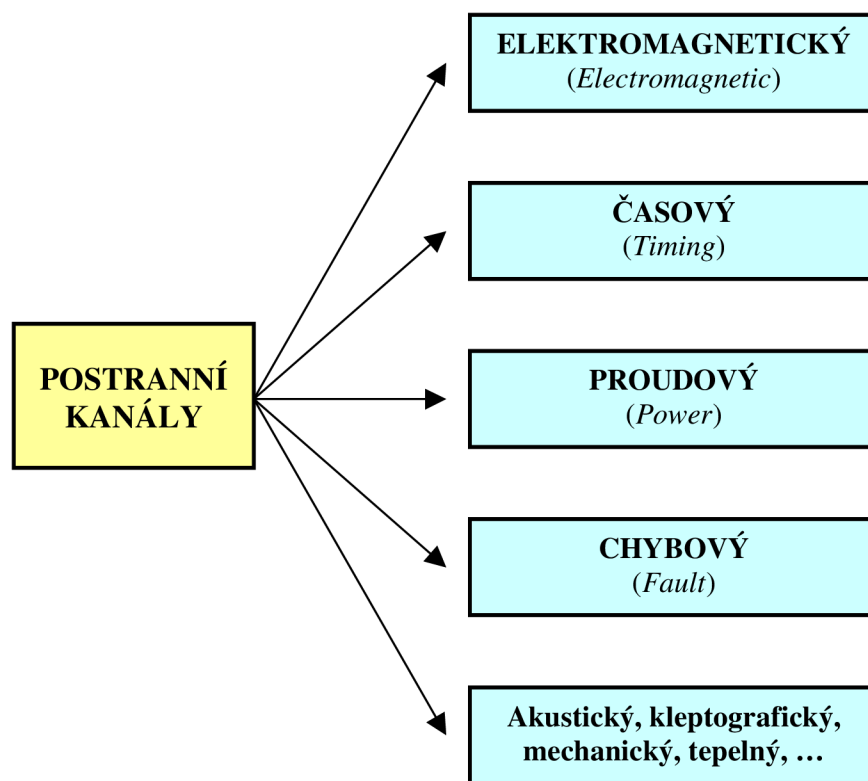 ELEKTROMAGNETICKÝ
(Electromagnetic)
ČASOVÝ
(Timing)
POSTRANNÍ
KANÁLY
PROUDOVÝ
(Power)
CHYBOVÝ
(Fault)
Akustický, kleptografický,
mechanický, tepelný, …